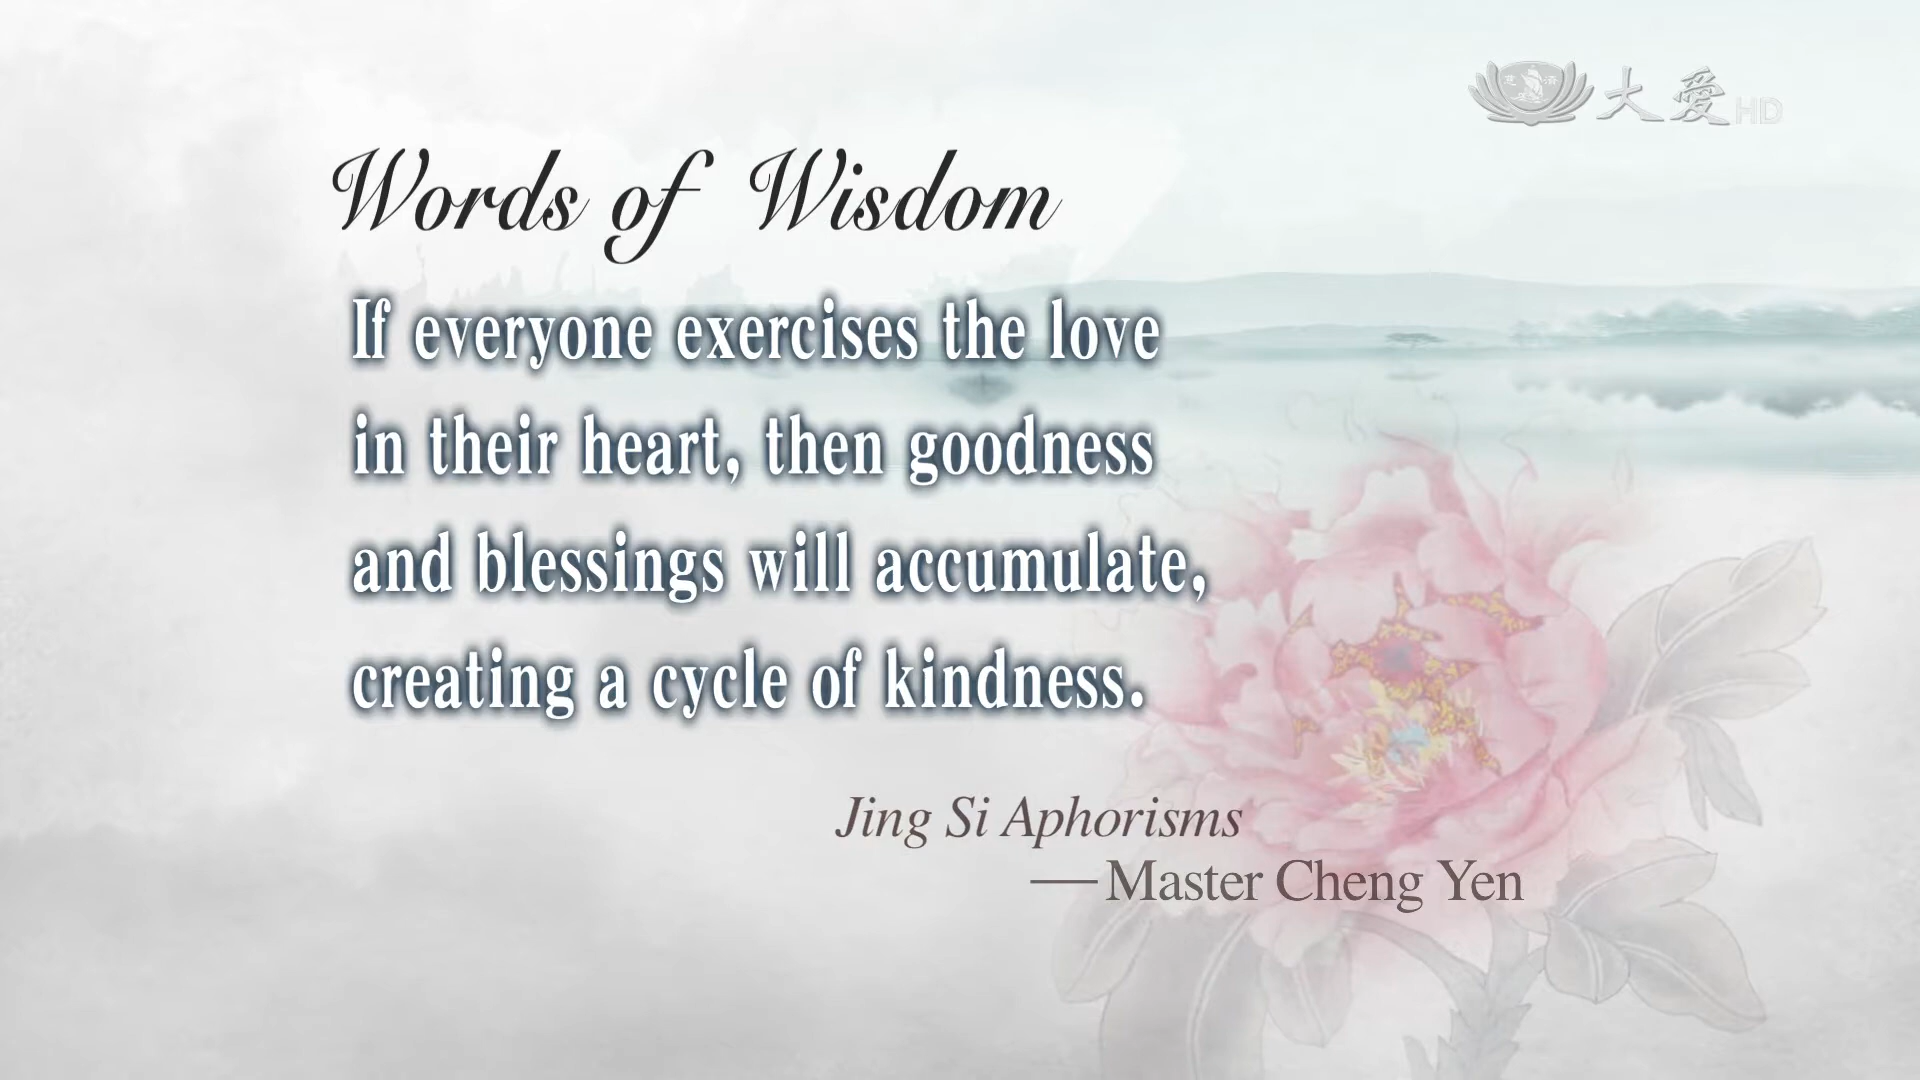 大愛HD
Words of Wisdom
If everyone exercises the love
in their heart, then goodness
and blessings will accumulate,
creating a cycle of kindness.
Jing Si Aphorisms
—Master Cheng Yen